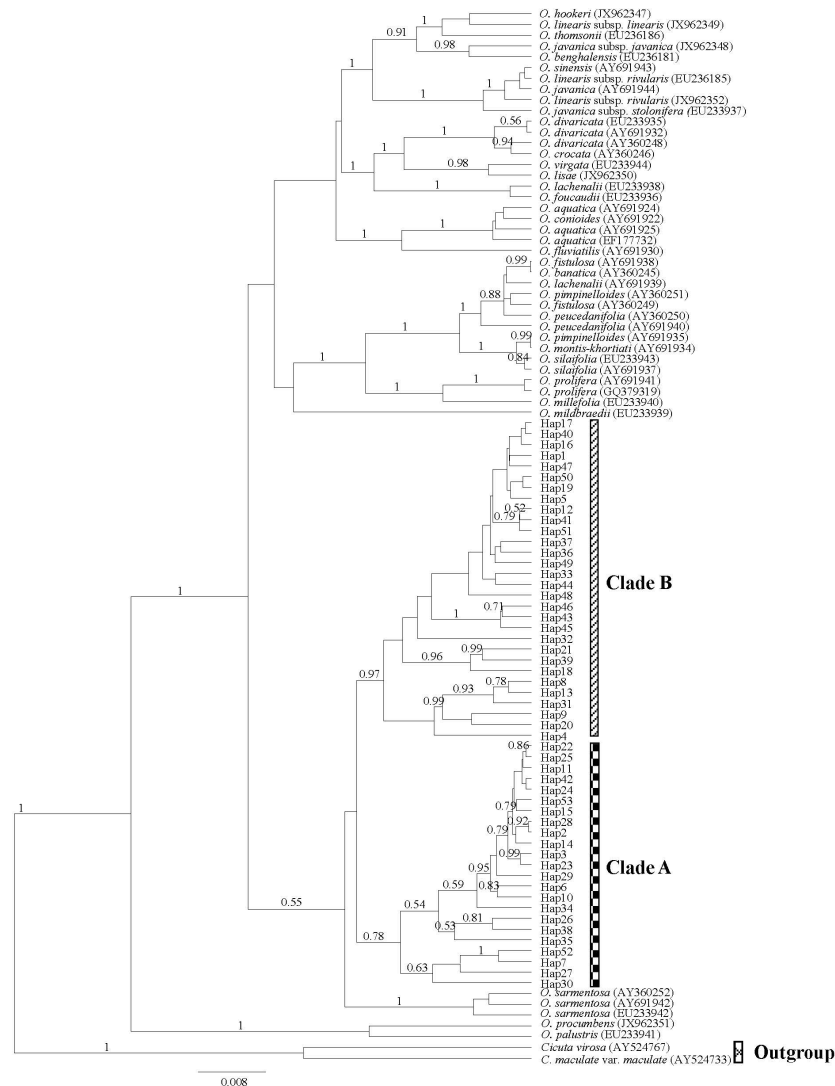 O. hookeri (JX962347)
1
O. linearis subsp. linearis (JX962349)
0.91
O. thomsonii (EU236186)
0.98
O. javanica subsp. javanica (JX962348)
O. benghalensis (EU236181)
1
O. sinensis (AY691943)
O. linearis subsp. rivularis (EU236185)
1
O. javanica (AY691944)
1
O. linearis subsp. rivularis (JX962352)
O. javanica subsp. stolonifera (EU233937)
0.56
O. divaricata (EU233935)
O. divaricata (AY691932)
1
0.94
O. divaricata (AY360248)
1
O. crocata (AY360246)
0.98
O. virgata (EU233944)
1
O. lisae (JX962350)
1
O. lachenalii (EU233938)
O. foucaudii (EU233936)
O. aquatica (AY691924)
O. conioides (AY691922)
1
O. aquatica (AY691925)
1
O. aquatica (EF177732)
O. fluviatilis (AY691930)
0.99
O. fistulosa (AY691938)
O. banatica (AY360245)
O. lachenalii (AY691939)
0.88
O. pimpinelloides (AY360251)
1
O. fistulosa (AY360249)
O. peucedanifolia (AY360250)
1
O. peucedanifolia (AY691940)
0.99
O. pimpinelloides (AY691935)
1
O. montis-khortiati (AY691934)
1
0.84
O. silaifolia (EU233943)
O. silaifolia (AY691937)
1
O. prolifera (AY691941)
1
O. prolifera (GQ379319)
O. millefolia (EU233940)
O. mildbraedii (EU233939)
Hap17
Hap40
Hap16
Hap1
Hap47
Hap50
Hap19
Hap5
0.52
Hap12
0.79
Hap41
Hap51
Hap37
Hap36
Hap49
Hap33
Hap44
Clade B
1
Hap48
0.71
Hap46
1
Hap43
Hap45
Hap32
0.99
Hap21
0.96
Hap39
Hap18
0.97
0.78
Hap8
0.93
Hap13
0.99
Hap31
Hap9
Hap20
Hap4
0.86
Hap22
Hap25
Hap11
Hap42
Hap24
0.79
Hap53
Hap15
0.92
Hap28
0.79
Hap2
Hap14
0.99
Hap3
0.95
Hap23
Clade A
Hap29
0.59
0.83
Hap6
Hap10
0.54
Hap34
0.55
0.81
Hap26
0.53
Hap38
0.78
Hap35
1
Hap52
Hap7
0.63
Hap27
Hap30
O. sarmentosa (AY360252)
1
O. sarmentosa (AY691942)
O. sarmentosa (EU233942)
1
1
O. procumbens (JX962351)
O. palustris (EU233941)
1
Cicuta virosa (AY524767)
Outgroup
C. maculate var. maculate (AY524733)
0.008